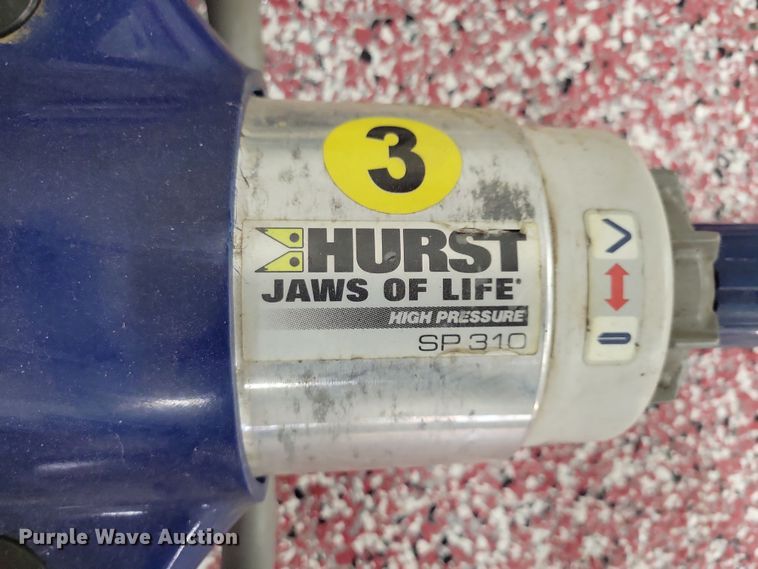 3
HURST
JAWS OF LIFE®
HIGH PRESSURE
SP 310
Purple Wave Auction®